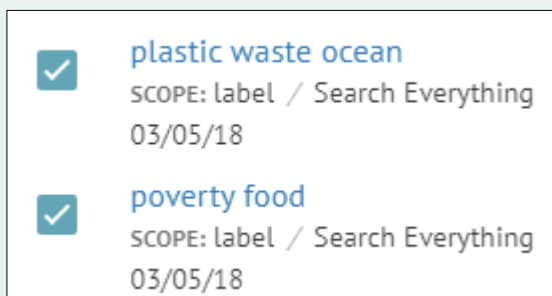 plastic waste ocean
SCOPE: label / Search Everything
03/05/18
poverty food
SCOPE: label / Search Everything
03/05/18